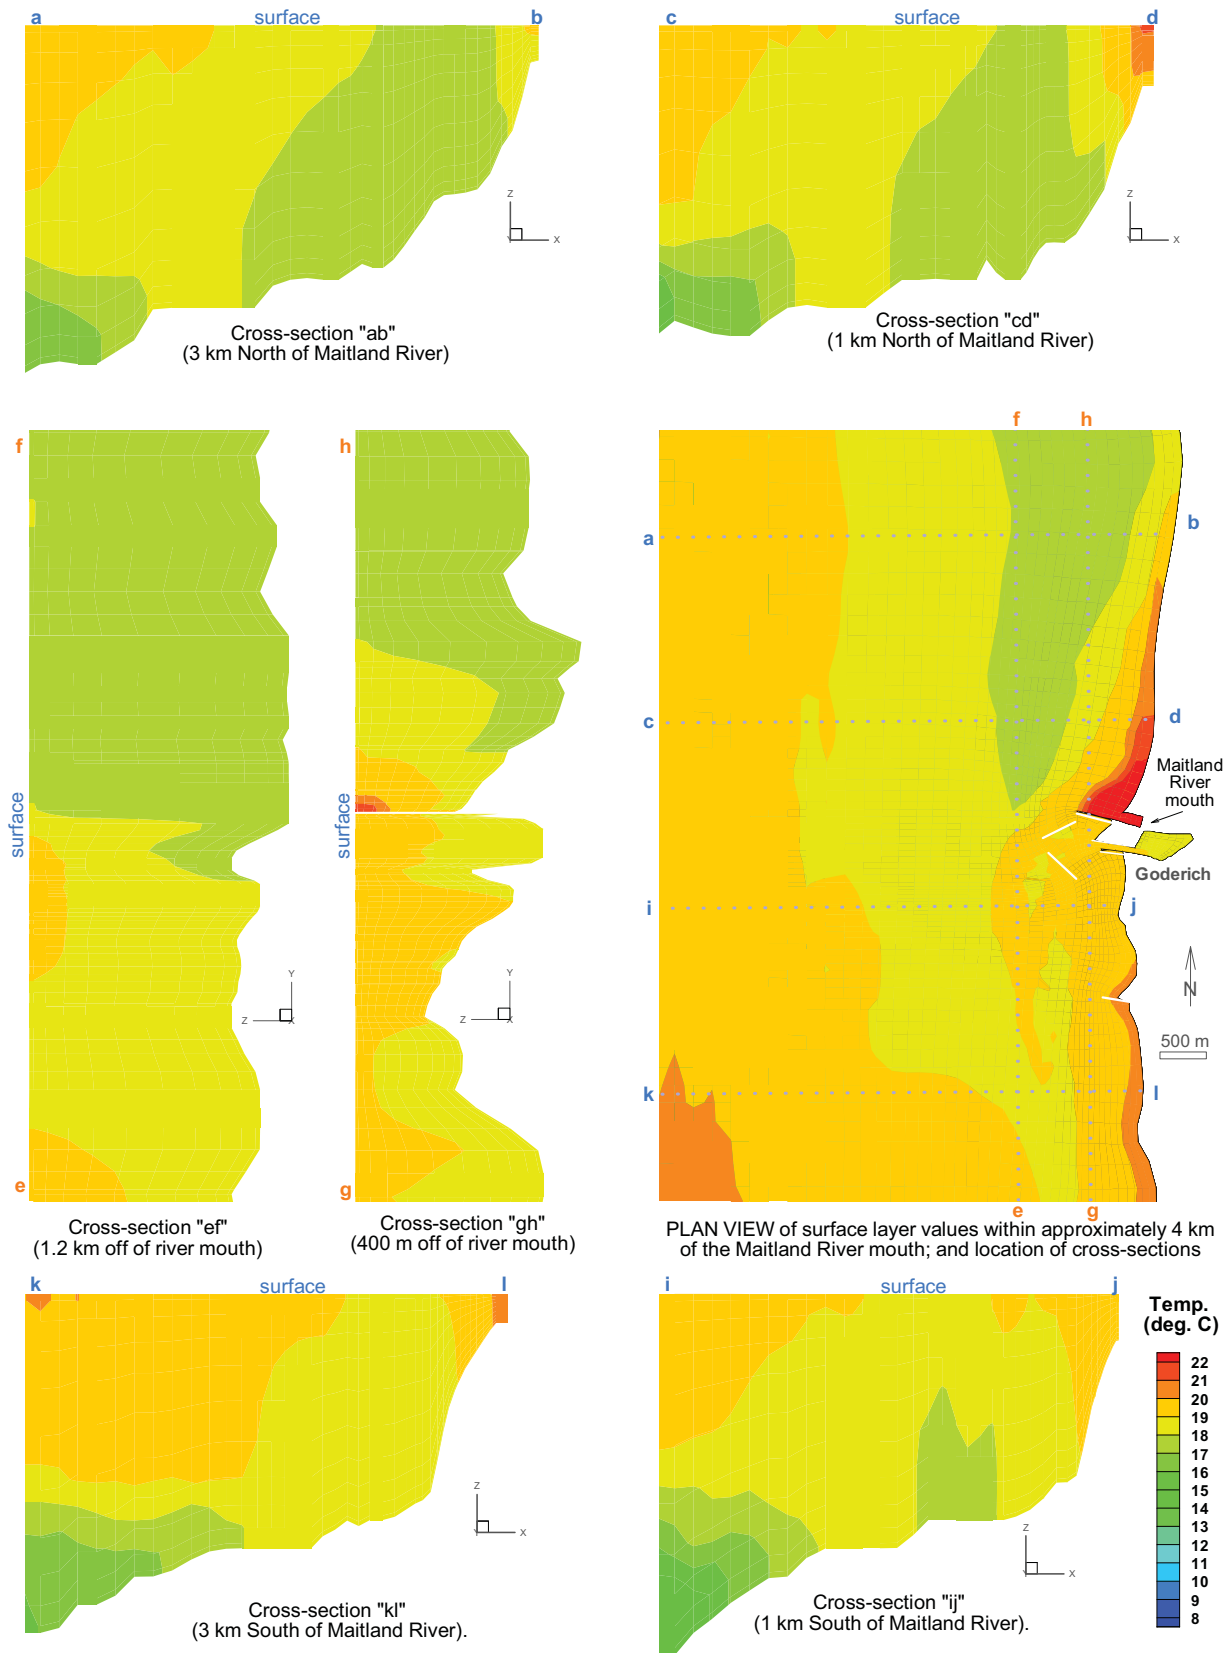 a surface b
c surface d
Z
X
Y
Z
X
Y
Cross-section "ab"
(3 km North of Maitland River)
Cross-section "cd"
(1 km North of Maitland River)
f
surface
e
Y
Z
X
Cross-section "ef"
(1.2 km off of river mouth)
h
surface
g
Y
Z
X
Cross-section "gh"
(400 m off of river mouth)
f h
a b
c d
Maitland
River
mouth
Goderich
i j
N
500 m
k l
e g
PLAN VIEW of surface layer values within approximately 4 km
of the Maitland River mouth; and location of cross-sections
k surface l
Z
X
Y
Cross-section "kl"
(3 km South of Maitland River).
i surface j
Z
X
Y
Cross-section "ij"
(1 km South of Maitland River).
Temp.
(deg. C)
22
21
20
19
18
17
16
15
14
13
12
11
10
9
8